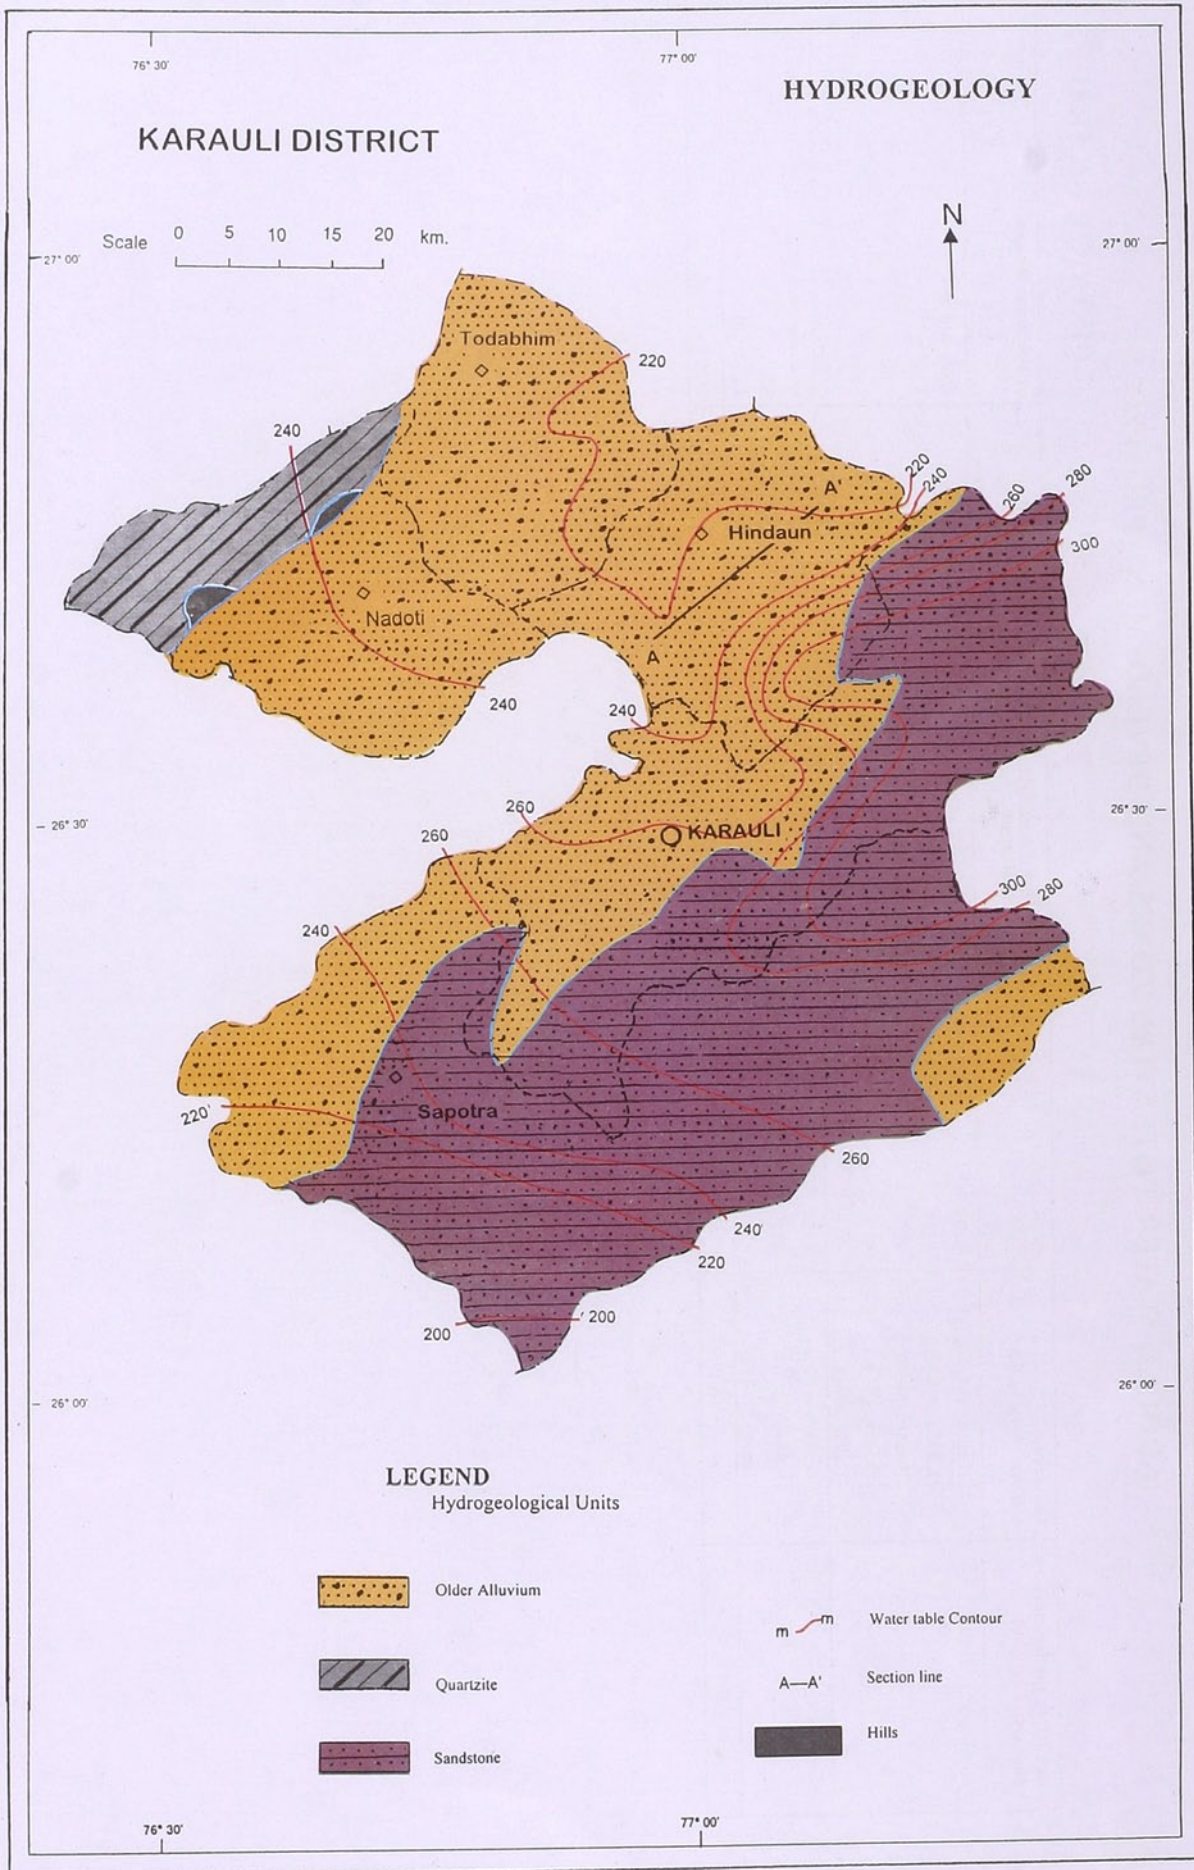 76° 30'
77° 00'
HYDROGEOLOGY
KARAULI DISTRICT
N
Scale 0 5 10 15 20 km.
27° 00'
27° 00'
Todabhim
220
240
220
240
260
280
A'
Hindaun
300
Nadoti
A
240
240
260
26° 30'
26° 30'
260
KARAULI
300
280
240
220'
Sapotra
260
240'
220
200
200
26° 00'
26° 00'
LEGEND
Hydrogeological Units
Older Alluvium
m m Water table Contour
Quartzite
A—A' Section line
Hills
Sandstone
76° 30'
77° 00'